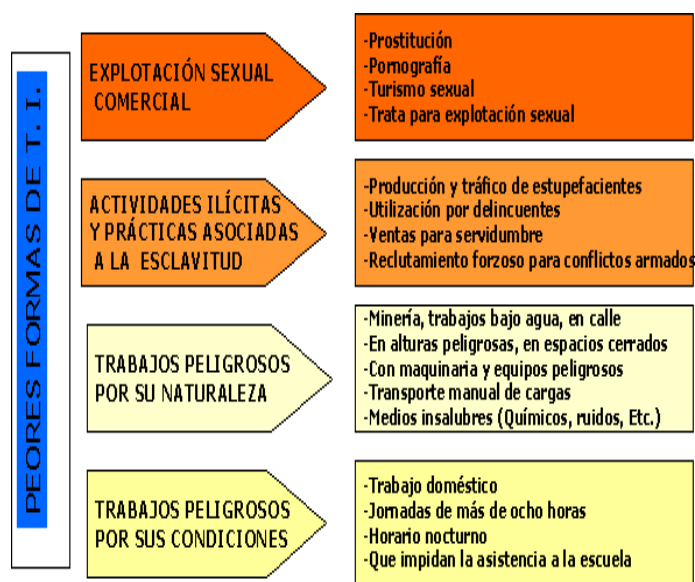 PEORES FORMAS DE T. I.
EXPLOTACIÓN SEXUAL
COMERCIAL
-Prostitución
-Pornografía
-Turismo sexual
-Trata para explotación sexual
ACTIVIDADES ILÍCITAS
Y PRÁCTICAS ASOCIADAS
A LA ESCLAVITUD
-Producción y tráfico de estupefacientes
-Utilización por delincuentes
-Ventas para servidumbre
-Reclutamiento forzoso para conflictos armados
TRABAJOS PELIGROSOS
POR SU NATURALEZA
-Minería, trabajos bajo agua, en calle
-En alturas peligrosas, en espacios cerrados
-Con maquinaria y equipos peligrosos
-Transporte manual de cargas
-Medios insalubres (Químicos, ruidos, Etc.)
TRABAJOS PELIGROSOS
POR SUS CONDICIONES
-Trabajo doméstico
-Jornadas de más de ocho horas
-Horario nocturno
-Que impidan la asistencia a la escuela